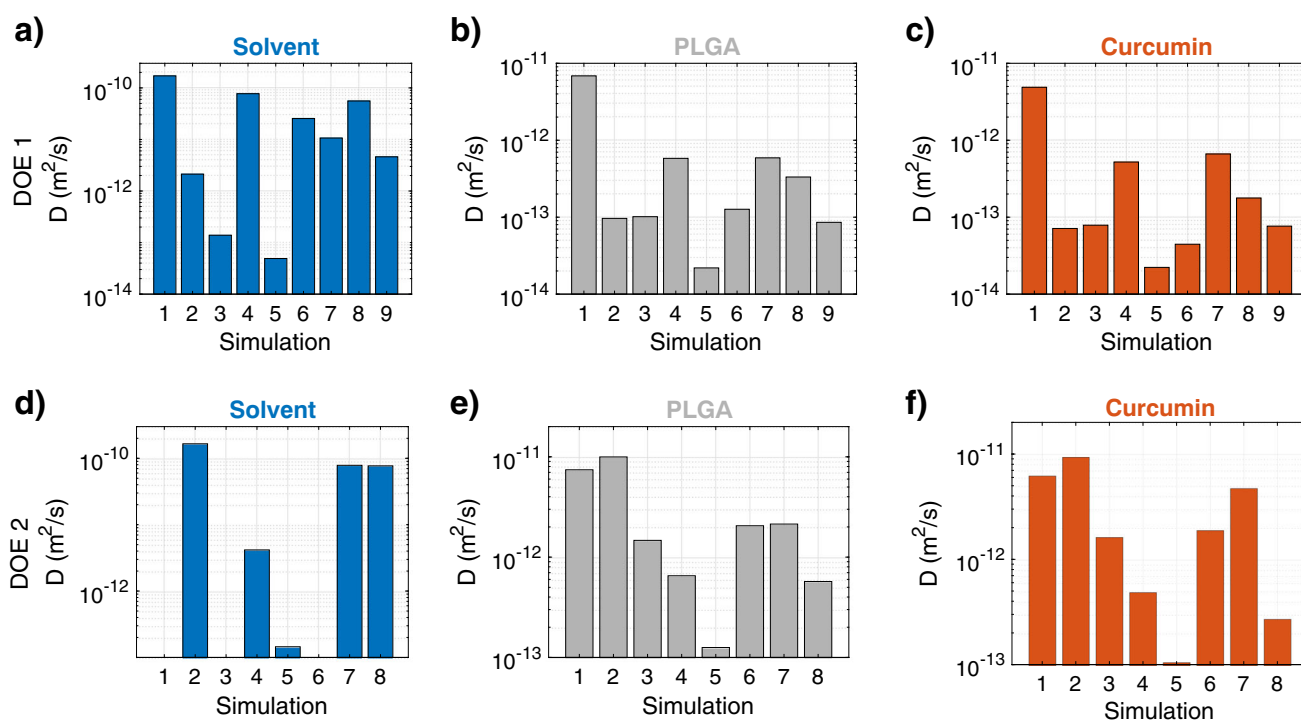 a)
Solvent
DOE 1
D (m²/s)
10⁻¹⁰
10⁻¹²
10⁻¹⁴
1 2 3 4 5 6 7 8 9
Simulation
b)
PLGA
D (m²/s)
10⁻¹¹
10⁻¹²
10⁻¹³
10⁻¹⁴
1 2 3 4 5 6 7 8 9
Simulation
c)
Curcumin
D (m²/s)
10⁻¹¹
10⁻¹²
10⁻¹³
10⁻¹⁴
1 2 3 4 5 6 7 8 9
Simulation
d)
Solvent
DOE 2
D (m²/s)
10⁻¹⁰
10⁻¹²
1 2 3 4 5 6 7 8
Simulation
e)
PLGA
D (m²/s)
10⁻¹¹
10⁻¹²
10⁻¹³
1 2 3 4 5 6 7 8
Simulation
f)
Curcumin
D (m²/s)
10⁻¹¹
10⁻¹²
10⁻¹³
1 2 3 4 5 6 7 8
Simulation